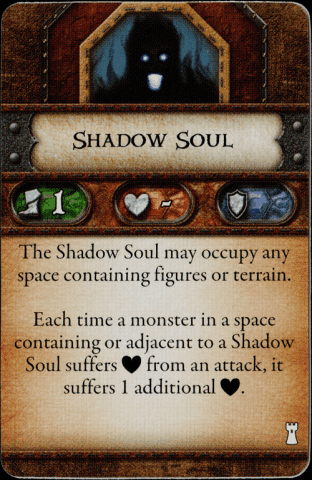 Shadow Soul
1 -
The Shadow Soul may occupy any
space containing figures or terrain.
Each time a monster in a space
containing or adjacent to a Shadow
Soul suffers ♥ from an attack, it
suffers 1 additional ♥.